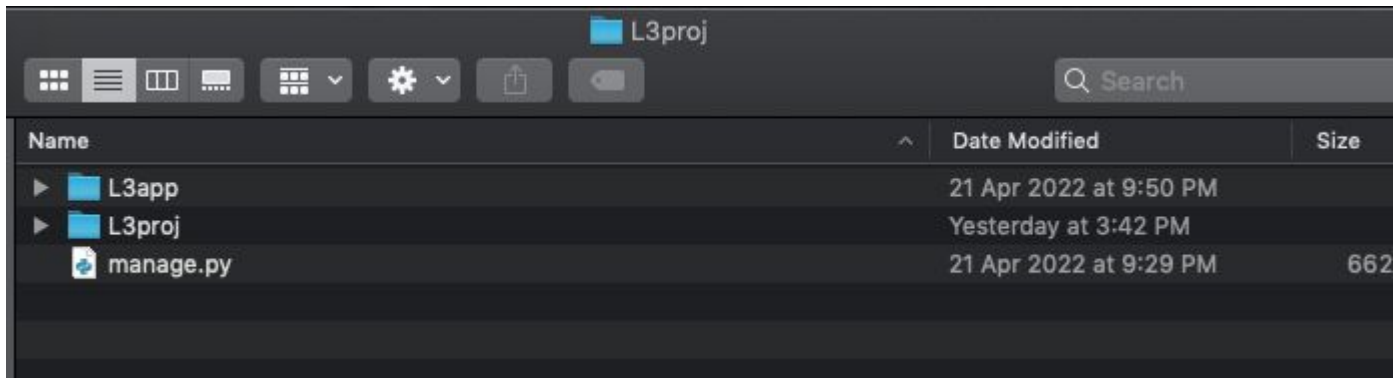 L3proj
Search
Name Date Modified Size
L3app 21 Apr 2022 at 9:50 PM
L3proj Yesterday at 3:42 PM
manage.py 21 Apr 2022 at 9:29 PM 662